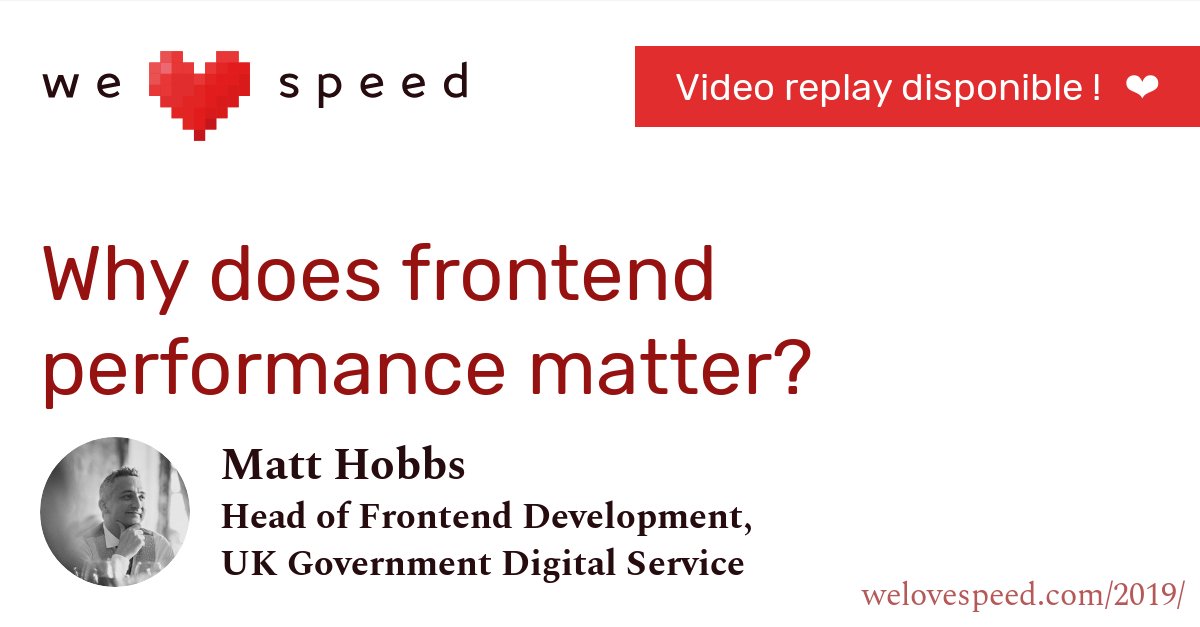 we speed
Video replay disponible ! ❤
Why does frontend
performance matter?
Matt Hobbs
Head of Frontend Development,
UK Government Digital Service
welovespeed.com/2019/